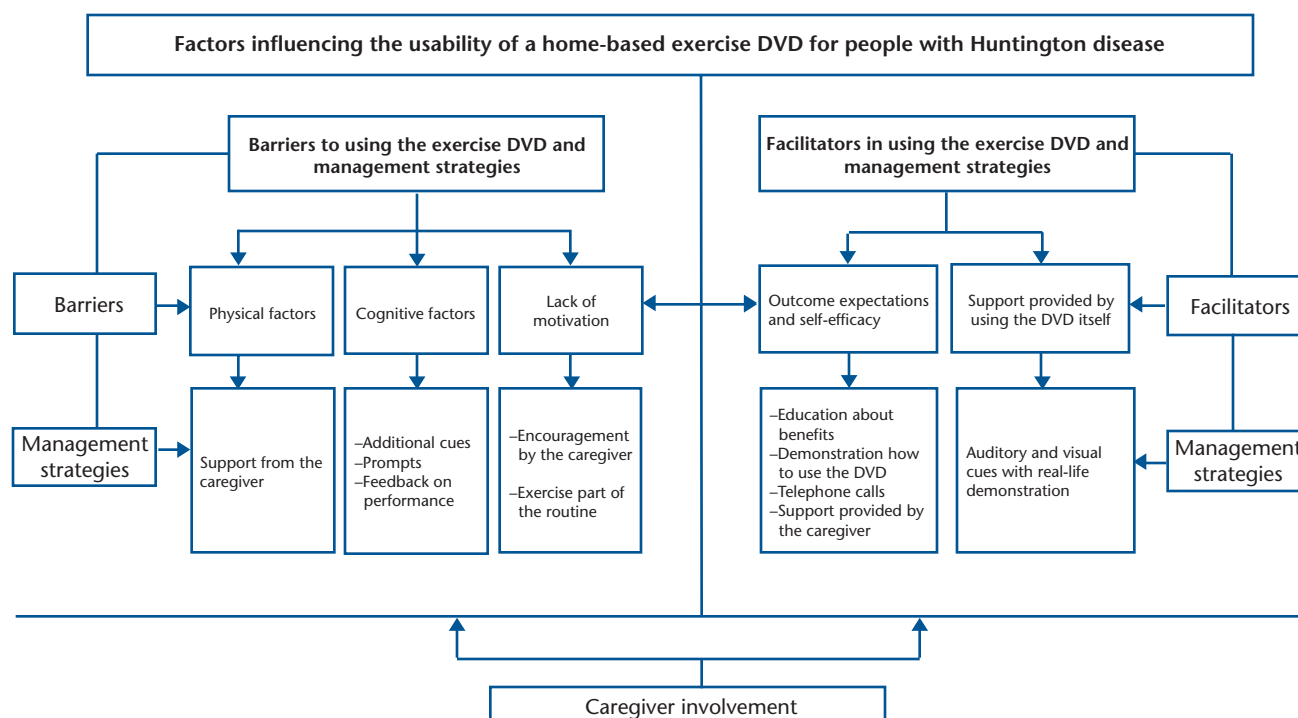 Factors influencing the usability of a home-based exercise DVD for people with Huntington disease
Barriers to using the exercise DVD and
management strategies
Facilitators in using the exercise DVD and
management strategies
Barriers
Physical factors
Cognitive factors
Lack of
motivation
Outcome expectations
and self-efficacy
Support provided by
using the DVD itself
Facilitators
Management
strategies
Support from the
caregiver
–Additional cues
–Prompts
–Feedback on
performance
–Encouragement
by the caregiver
–Exercise part of
the routine
–Education about
benefits
–Demonstration how
to use the DVD
–Telephone calls
–Support provided by
the caregiver
Auditory and visual
cues with real-life
demonstration
Management
strategies
Caregiver involvement